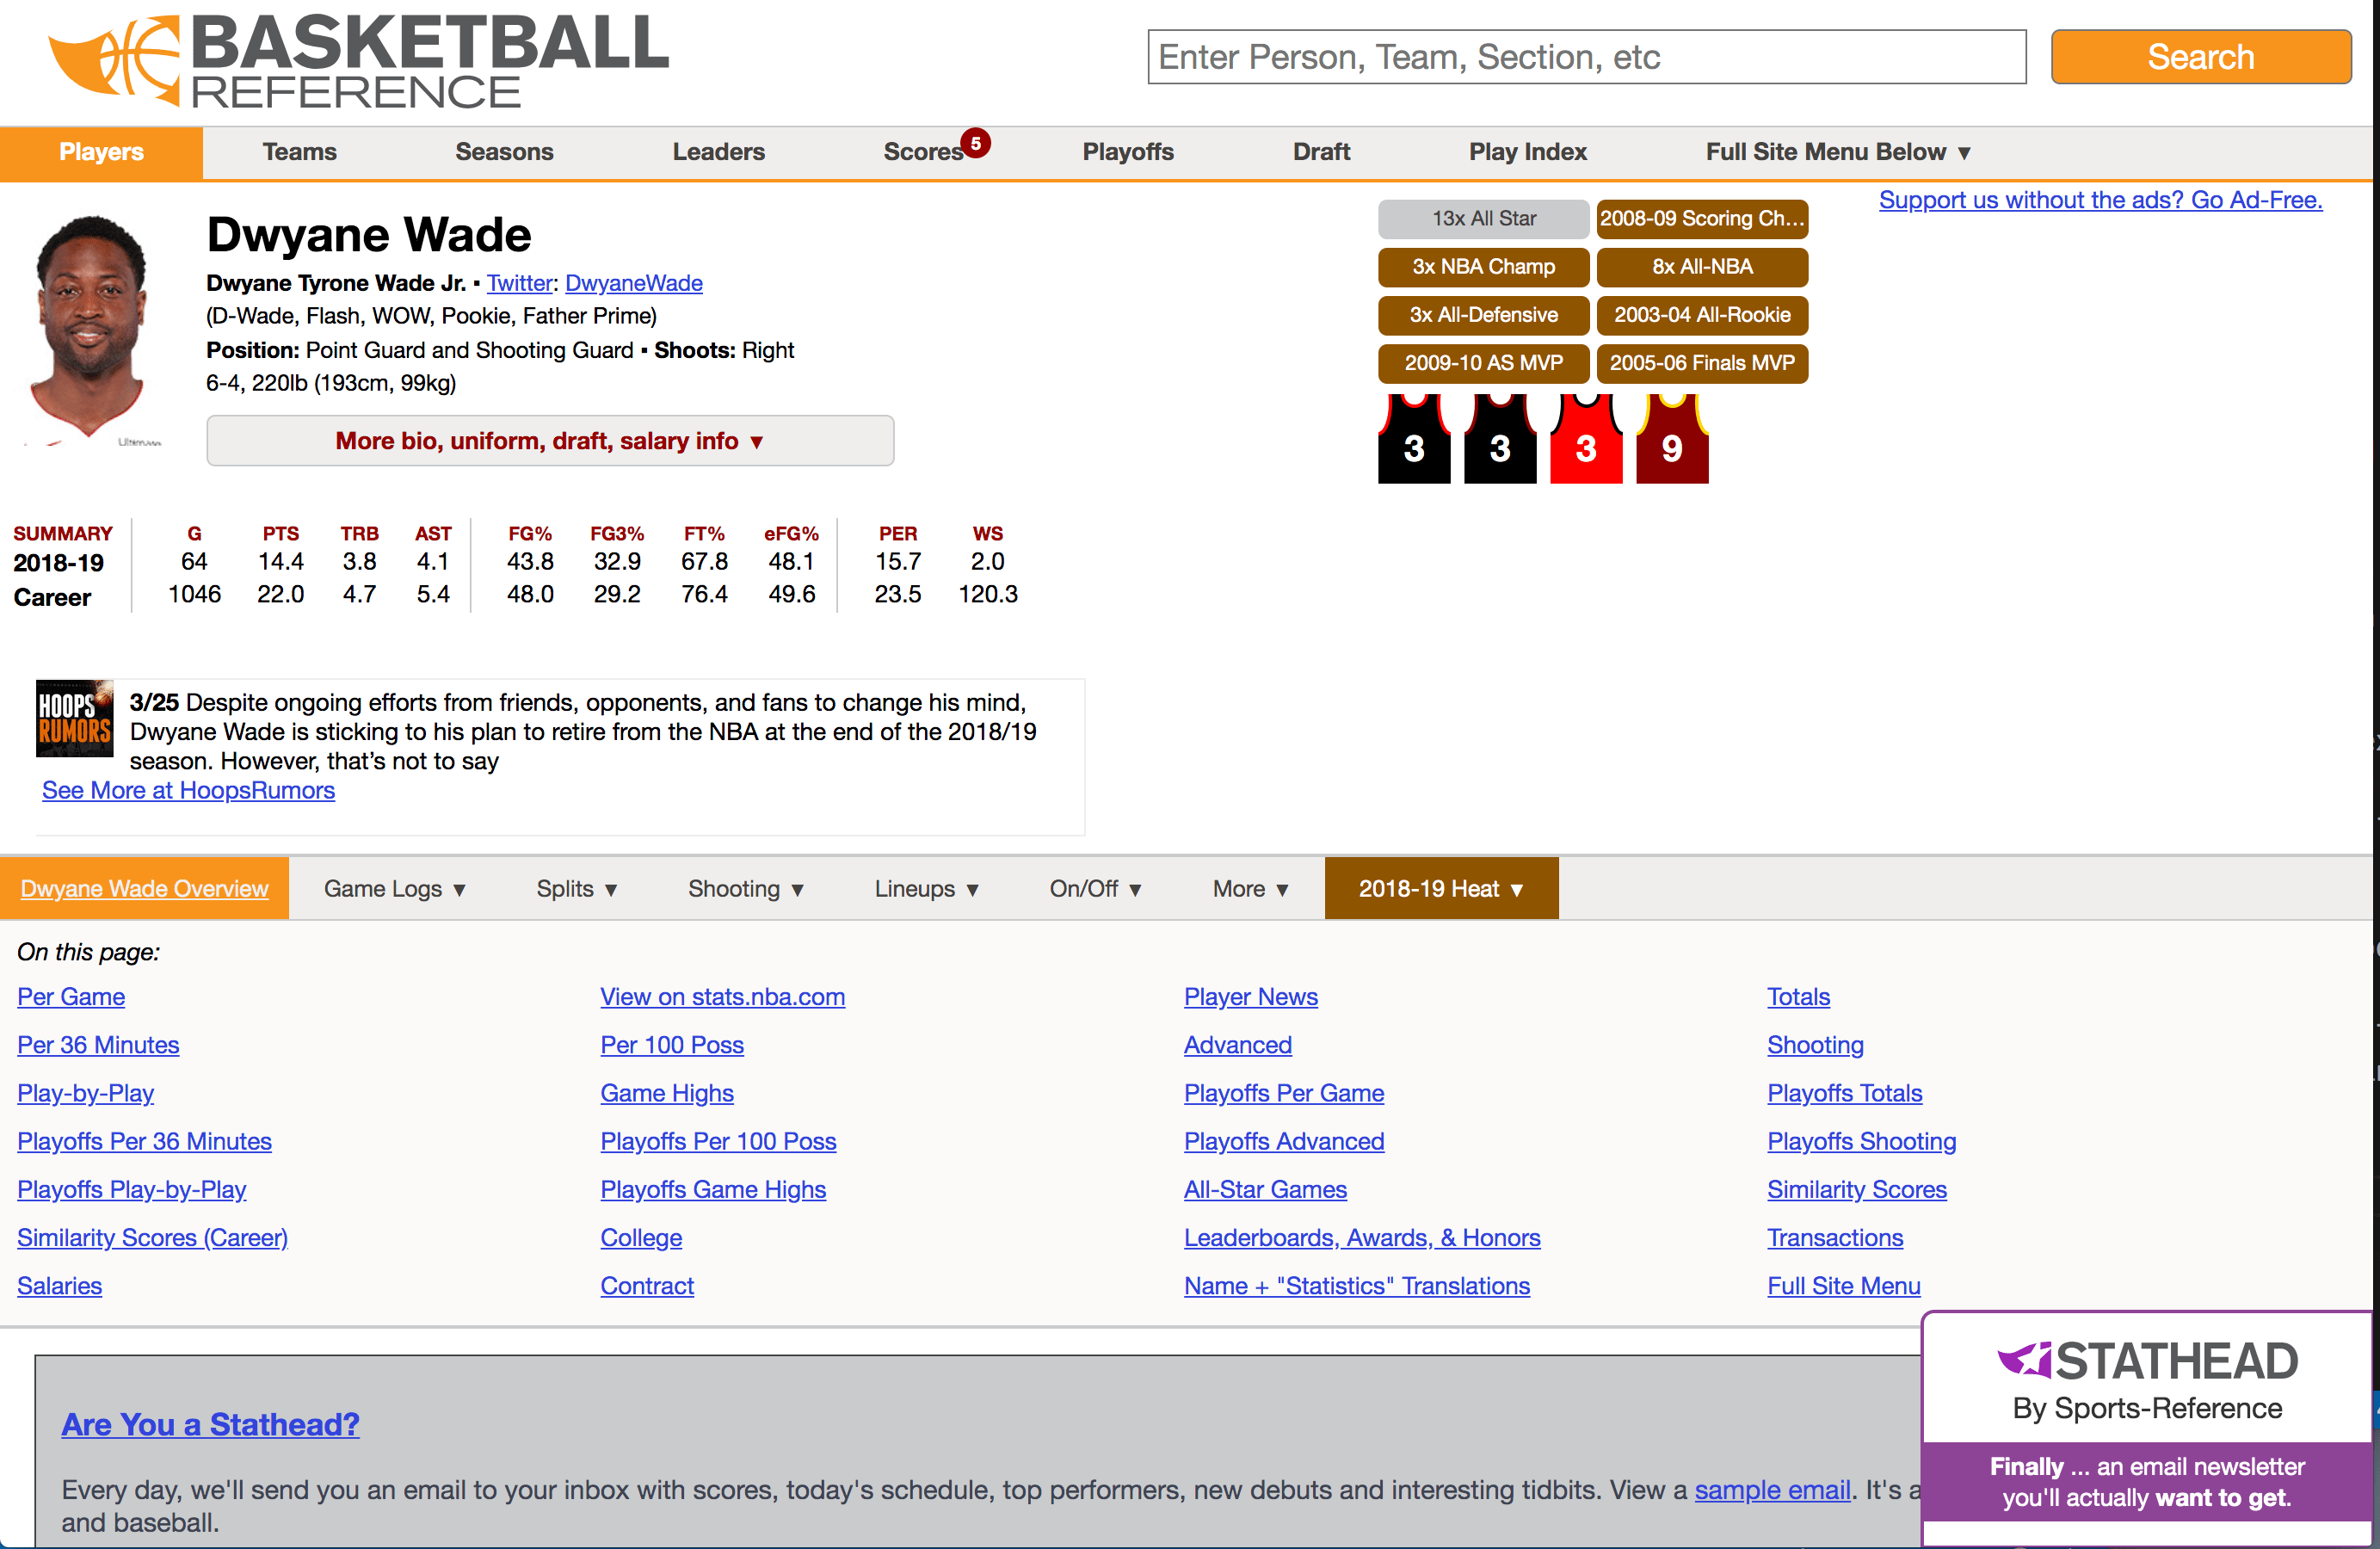 BASKETBALL
REFERENCE
Enter Person, Team, Section, etc
Search
Players Teams Seasons Leaders Scores 5 Playoffs Draft Play Index Full Site Menu Below ▼
Support us without the ads? Go Ad-Free.
Dwyane Wade
Dwyane Tyrone Wade Jr. ▪ Twitter: DwyaneWade
(D-Wade, Flash, WOW, Pookie, Father Prime)
Position: Point Guard and Shooting Guard ▪ Shoots: Right
6-4, 220lb (193cm, 99kg)
More bio, uniform, draft, salary info ▼
13x All Star 2008-09 Scoring Ch...
3x NBA Champ 8x All-NBA
3x All-Defensive 2003-04 All-Rookie
2009-10 AS MVP 2005-06 Finals MVP
3 3 3 9
SUMMARY G PTS TRB AST FG% FG3% FT% eFG% PER WS
2018-19 64 14.4 3.8 4.1 43.8 32.9 67.8 48.1 15.7 2.0
Career 1046 22.0 4.7 5.4 48.0 29.2 76.4 49.6 23.5 120.3
HOOPS
RUMORS
3/25 Despite ongoing efforts from friends, opponents, and fans to change his mind,
Dwyane Wade is sticking to his plan to retire from the NBA at the end of the 2018/19
season. However, that’s not to say
See More at HoopsRumors
Dwyane Wade Overview Game Logs ▼ Splits ▼ Shooting ▼ Lineups ▼ On/Off ▼ More ▼ 2018-19 Heat ▼
On this page:
Per Game View on stats.nba.com Player News Totals
Per 36 Minutes Per 100 Poss Advanced Shooting
Play-by-Play Game Highs Playoffs Per Game Playoffs Totals
Playoffs Per 36 Minutes Playoffs Per 100 Poss Playoffs Advanced Playoffs Shooting
Playoffs Play-by-Play Playoffs Game Highs All-Star Games Similarity Scores
Similarity Scores (Career) College Leaderboards, Awards, & Honors Transactions
Salaries Contract Name + "Statistics" Translations Full Site Menu
Are You a Stathead?
Every day, we'll send you an email to your inbox with scores, today's schedule, top performers, new debuts and interesting tidbits. View a sample email. It's a
and baseball.
STATHEAD
By Sports-Reference
Finally ... an email newsletter
you'll actually want to get.